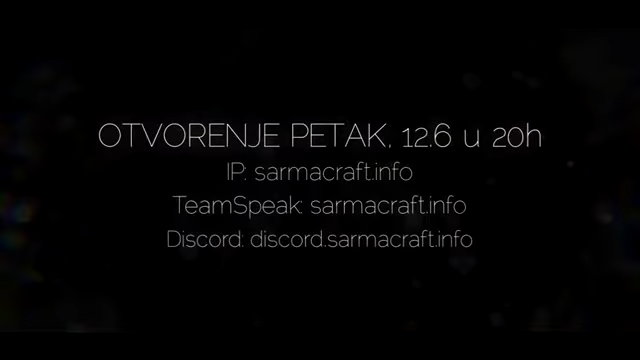 OTVORENJE PETAK, 12.6 u 20h
IP: sarmacraft.info
TeamSpeak: sarmacraft.info
Discord: discord.sarmacraft.info